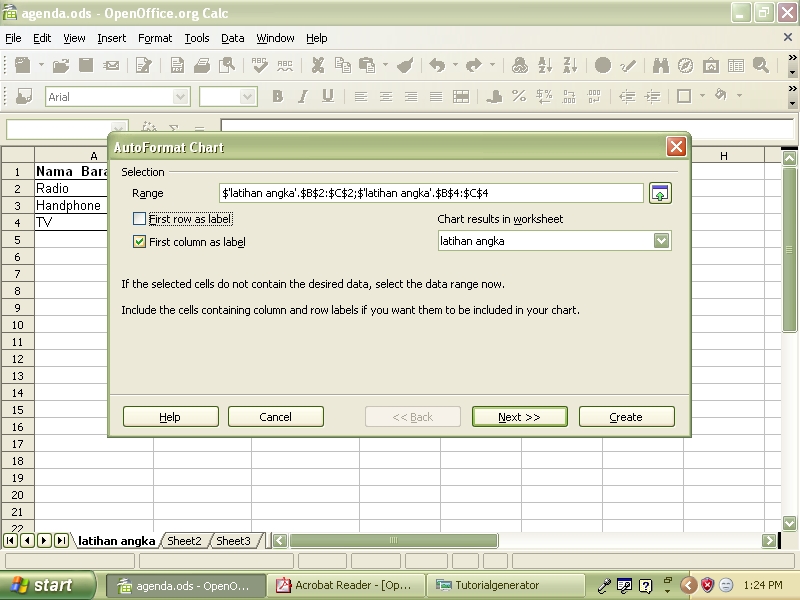 agenda.ods - OpenOffice.org Calc
File Edit View Insert Format Tools Data Window Help
Arial
B I U
A H
AutoFormat Chart
Selection
Range $'latihan angka'.$B$2:$C$2;$'latihan angka'.$B$4:$C$4
First row as label
Chart results in worksheet
First column as label
latihan angka
If the selected cells do not contain the desired data, select the data range now.
Include the cells containing column and row labels if you want them to be included in your chart.
Help Cancel << Back Next >> Create
1 Nama Bara
2 Radio
3 Handphone
4 TV
5
6
7
8
9
10
11
12
13
14
15
16
17
18
19
20
21
22
latihan angka Sheet2 Sheet3
start agenda.ods - OpenO... Acrobat Reader - [Op... Tutorialgenerator 1:24 PM